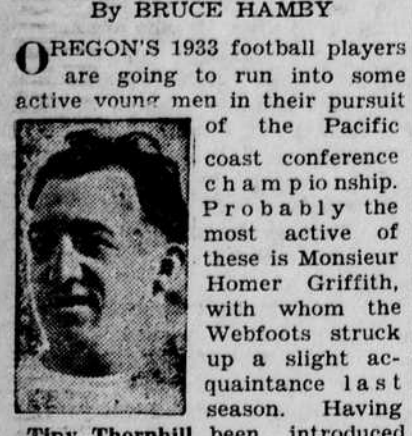 By BRUCE HAMBY
OREGON'S 1933 football players
are going to run into some
active young men in their pursuit
of the Pacific
coast conference
championship.
Probably the
most active of
these is Monsieur
Homer Griffith,
with whom the
Webfoots struck
up a slight ac-
quaintance last
season. Having
Tiny Thornhill been introduced